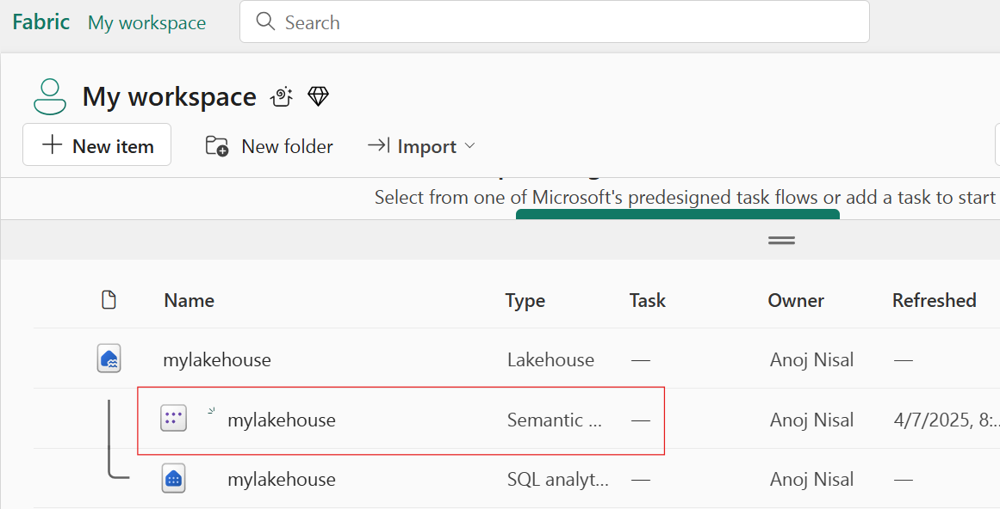 Fabric My workspace Search
My workspace
New item New folder Import
Select from one of Microsoft's predesigned task flows or add a task to start
Name Type Task Owner Refreshed
mylakehouse Lakehouse — Anoj Nisal —
mylakehouse Semantic ... — Anoj Nisal 4/7/2025, 8:...
mylakehouse SQL analyt... — Anoj Nisal —